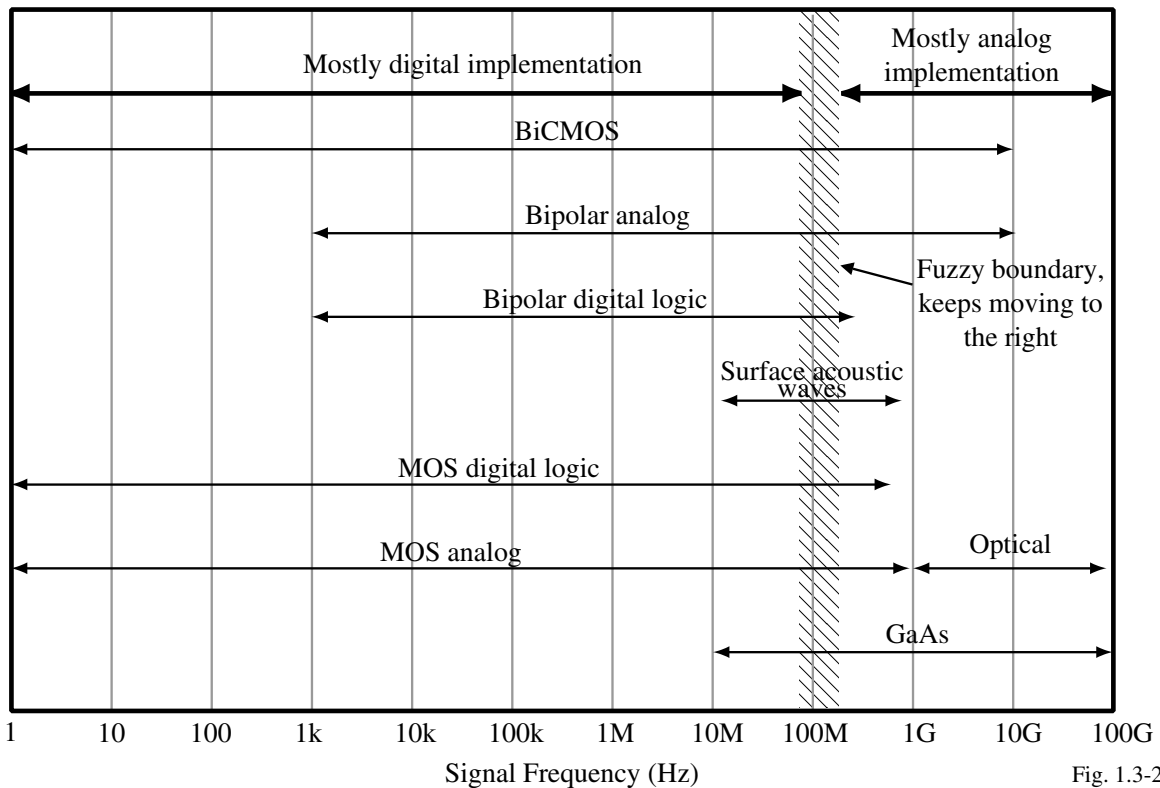 Mostly digital implementation
Mostly analog
implementation
BiCMOS
Bipolar analog
Fuzzy boundary,
keeps moving to
the right
Bipolar digital logic
Surface acoustic
waves
MOS digital logic
MOS analog
Optical
GaAs
1 10 100 1k 10k 100k 1M 10M 100M 1G 10G 100G
Signal Frequency (Hz)
Fig. 1.3-2